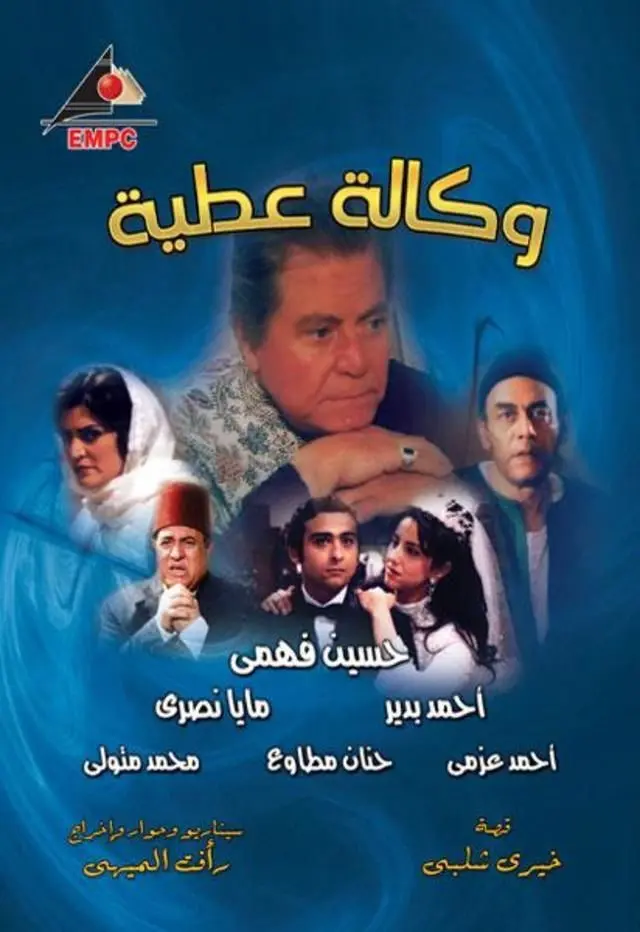 EMPC
وكالة عطية
حسين فهمى
أحمد بدير مايا نصرى
أحمد عزمى حنان مطاوع محمد متولى
قصة
خيرى شلبى
سيناريو وحوار وإخراج
رأفت الميهى